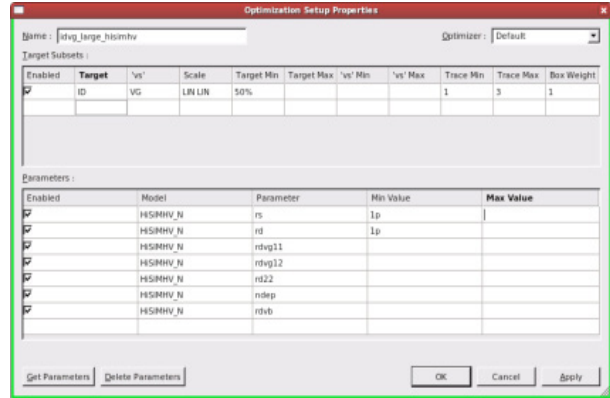 Optimization Setup Properties
Name : idvg_large_hisimhv Optimizer : Default
Target Subsets :
Enabled Target 'vs' Scale Target Min Target Max 'vs' Min 'vs' Max Trace Min Trace Max Box Weight
ID VG LIN LIN 50% 1 3 1
Parameters :
Enabled Model Parameter Min Value Max Value
HiSIMHV_N rs 1p
HiSIMHV_N rd 1p
HiSIMHV_N rdvg11
HiSIMHV_N rdvg12
HiSIMHV_N rd22
HiSIMHV_N ndep
HiSIMHV_N rdvb
Get Parameters Delete Parameters OK Cancel Apply